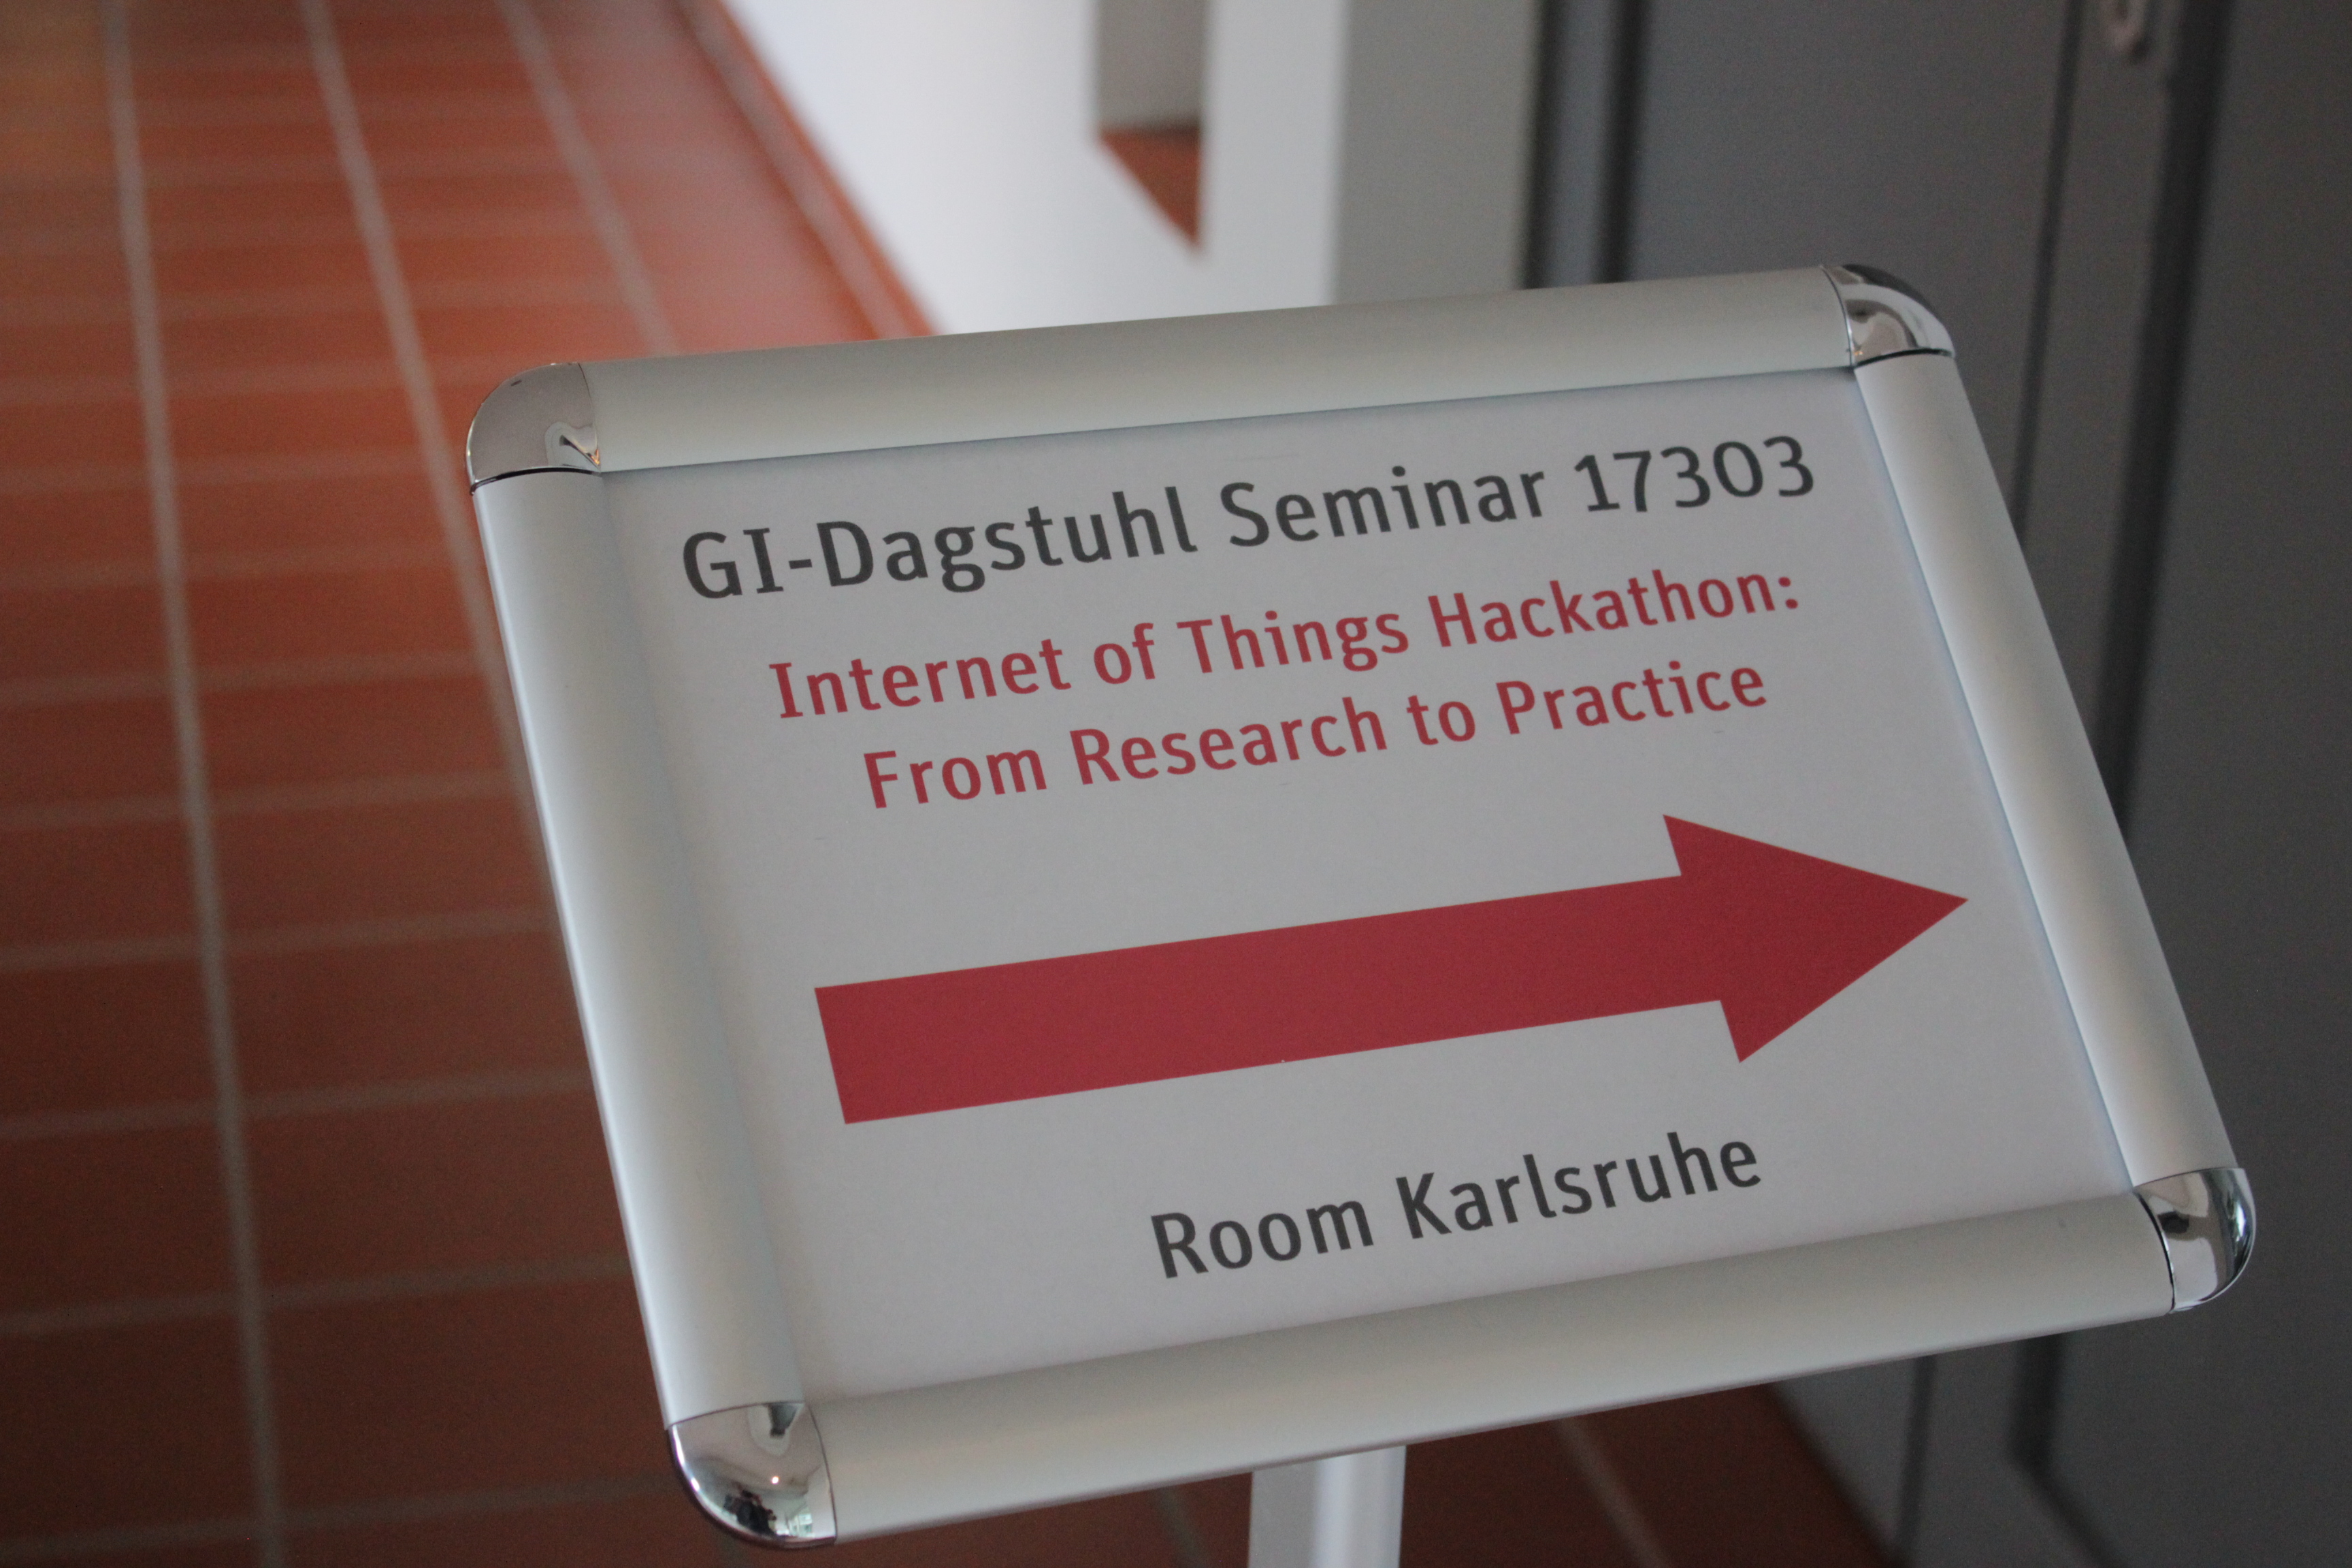 GI-Dagstuhl Seminar 17303
Internet of Things Hackathon:
From Research to Practice
Room Karlsruhe